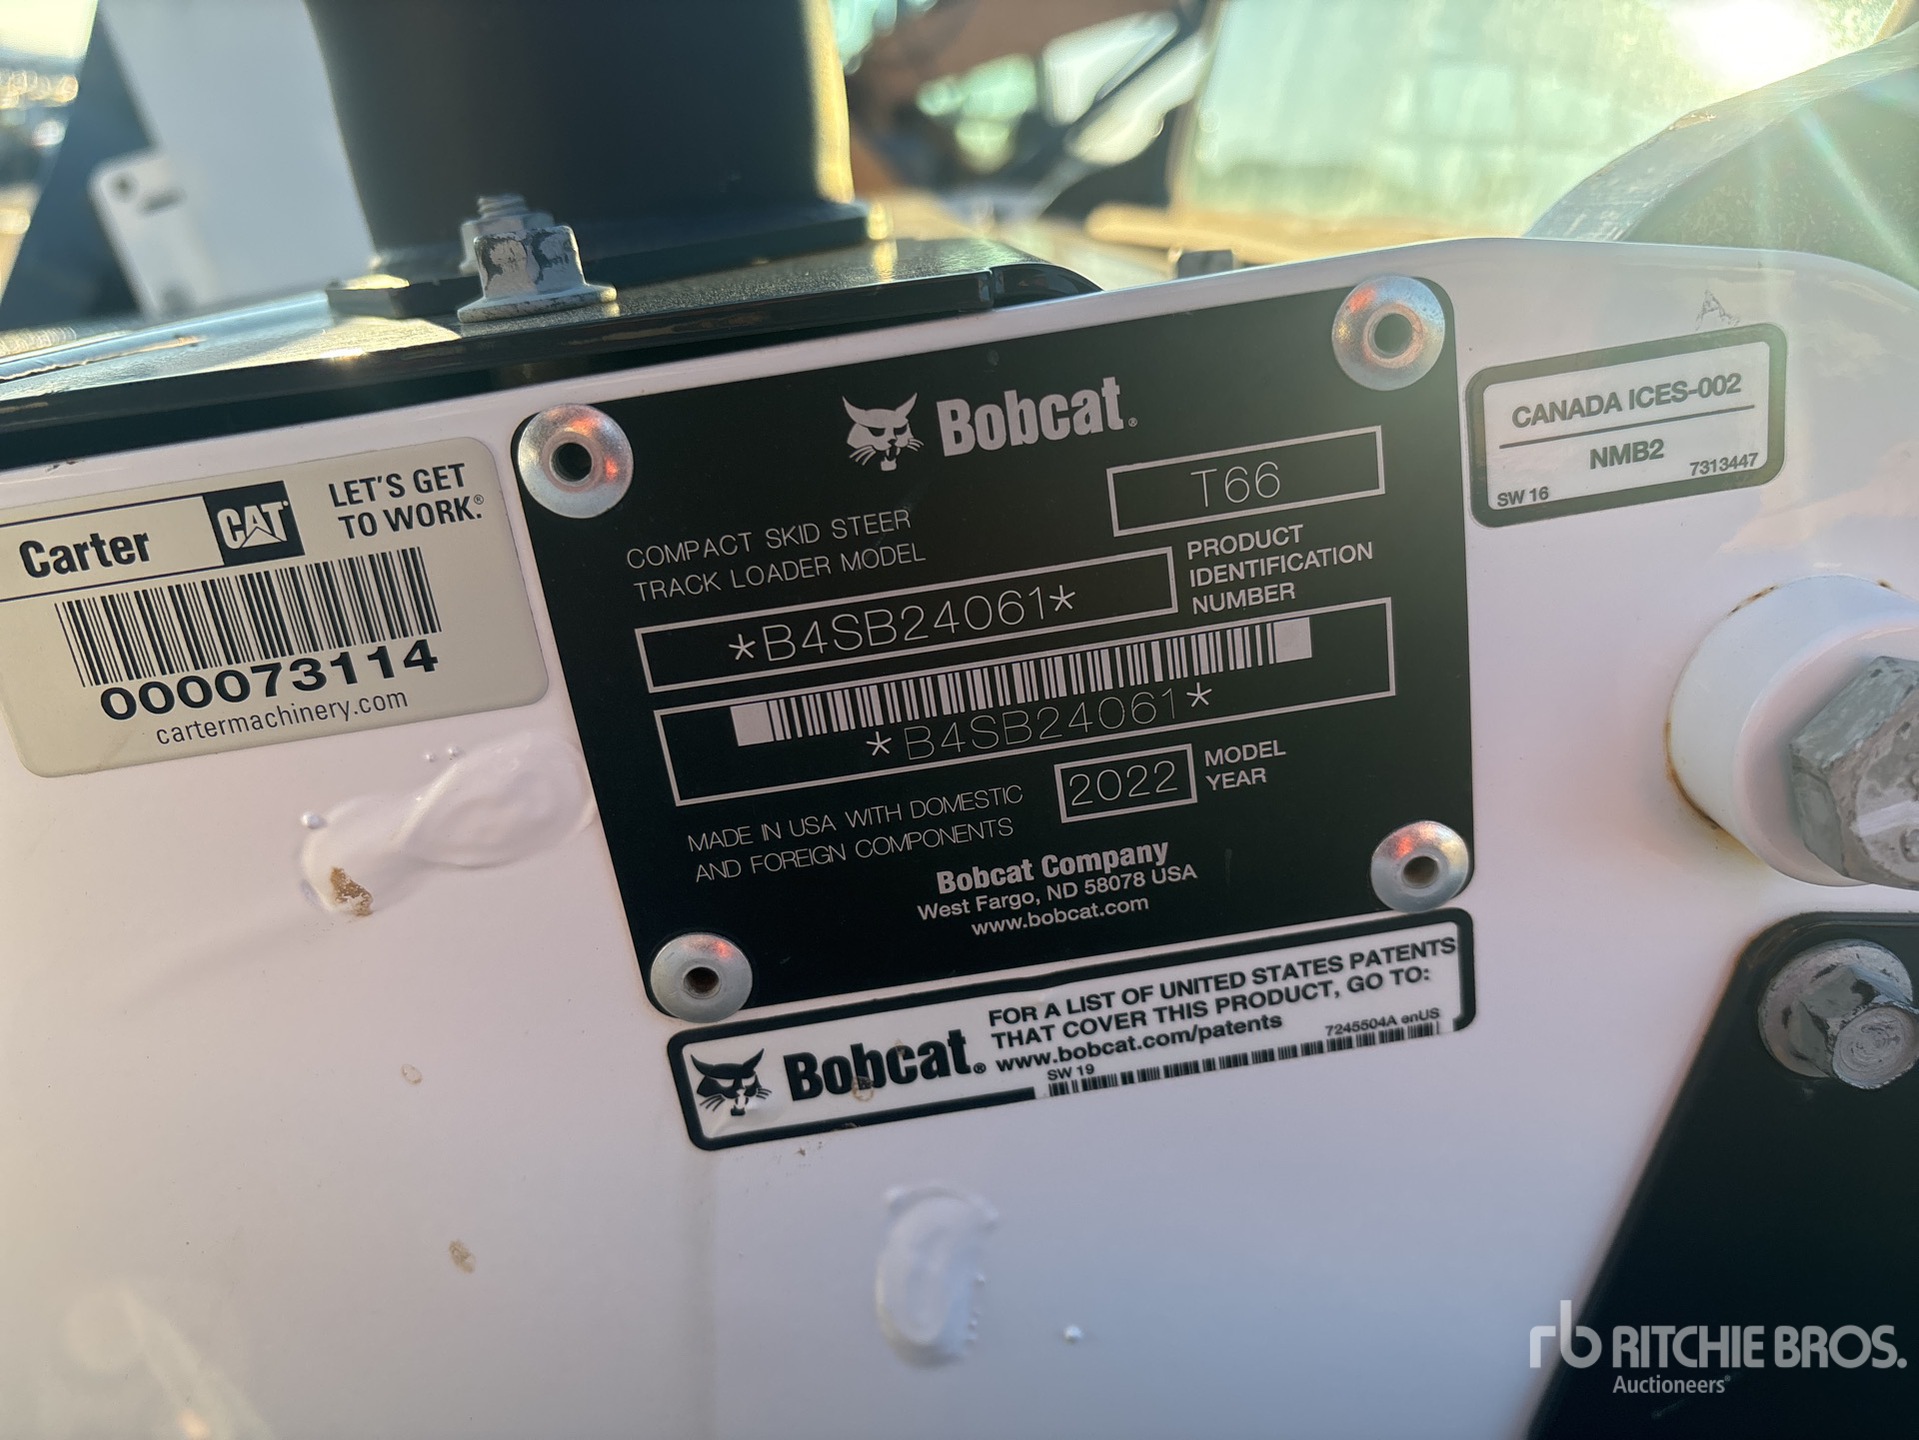 Carter CAT LET'S GET
TO WORK.®
000073114
cartermachinery.com
Bobcat®
COMPACT SKID STEER
TRACK LOADER MODEL
T66
*B4SB24061*
PRODUCT
IDENTIFICATION
NUMBER
*B4SB24061*
MADE IN USA WITH DOMESTIC
AND FOREIGN COMPONENTS
2022
MODEL
YEAR
Bobcat Company
West Fargo, ND 58078 USA
www.bobcat.com
CANADA ICES-002
NMB2
SW 16
7313447
Bobcat®
FOR A LIST OF UNITED STATES PATENTS
THAT COVER THIS PRODUCT, GO TO:
www.bobcat.com/patents
7245504A enUS
SW 19
rb RITCHIE BROS.
Auctioneers®